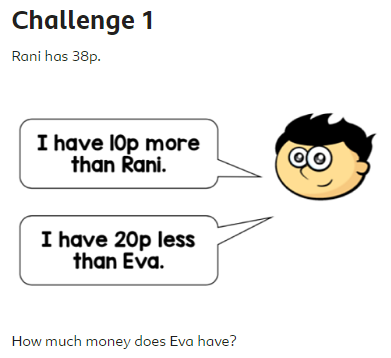 Challenge 1
Rani has 38p.
I have 10p more
than Rani.
I have 20p less
than Eva.
How much money does Eva have?